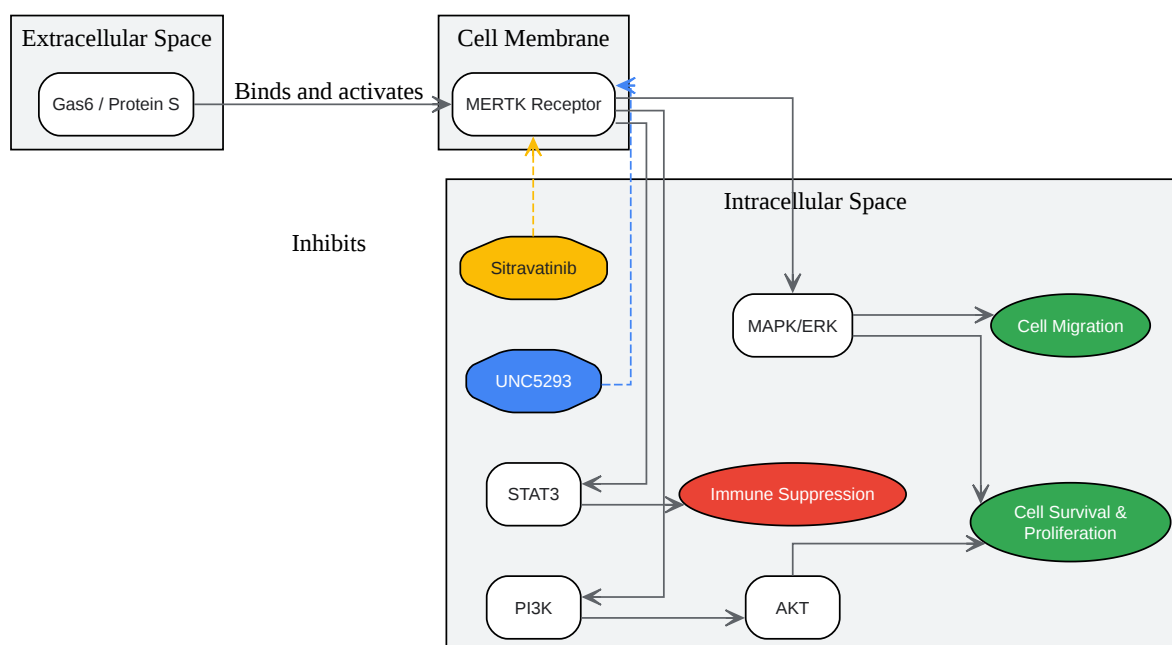 Extracellular Space
Cell Membrane
Gas6 / Protein S
Binds and activates
MERTK Receptor
Intracellular Space
Inhibits
Sitravatinib
MAPK/ERK
Cell Migration
UNC5293
STAT3
Immune Suppression
Cell Survival &
Proliferation
PI3K
AKT